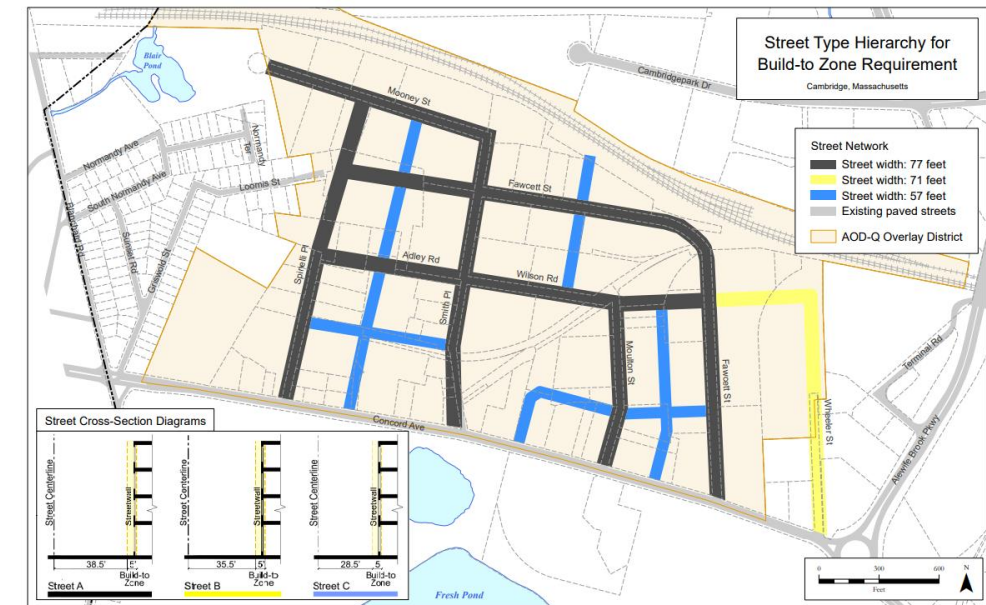 Street Type Hierarchy for
Build-to Zone Requirement
Cambridge, Massachusetts
Street Network
Street width: 77 feet
Street width: 71 feet
Street width: 57 feet
Existing paved streets
AOD-Q Overlay District
Blair
Pond
Cambridgepark Dr
Mooney St
Normandy Ave
Normandy
Ter
South Normandy Ave
Loomis St
Blanchard Rd
Sunset Rd
Griswold St
Fawcett St
Spinelli Pl
Adley Rd
Wilson Rd
Smith Pl
Moulton St
Fawcett St
Wheeler St
Terminal Rd
Alewife Brook Pkwy
Concord Ave
Fresh Pond
Street Cross-Section Diagrams
Street Centerline
Streetwall
Street Centerline
Streetwall
Street Centerline
Streetwall
38.5'
5'
35.5'
5'
28.5'
5
Build-to
Zone
Build-to
Zone
Build-to
Zone
Street A
Street B
Street C
0
300
600
Feet
N